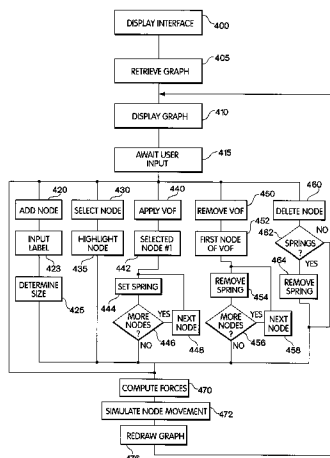 DISPLAY INTERFACE
400
RETRIEVE GRAPH
405
DISPLAY GRAPH
410
AWAIT USER
INPUT
415
420
ADD NODE
430
SELECT NODE
440
APPLY VOF
450
REMOVE VOF
460
DELETE NODE
INPUT
LABEL
423
HIGHLIGHT
NODE
435
SELECTED
NODE #1
442
452
FIRST NODE
OF VOF
462
SPRINGS
?
NO
YES
DETERMINE
SIZE
425
SET SPRING
444
REMOVE
SPRING
454
464
REMOVE
SPRING
MORE
NODES
?
YES
446
NO
NEXT
NODE
448
MORE
NODES
?
YES
456
NO
NEXT
NODE
458
COMPUTE FORCES
470
SIMULATE NODE MOVEMENT
472
REDRAW GRAPH